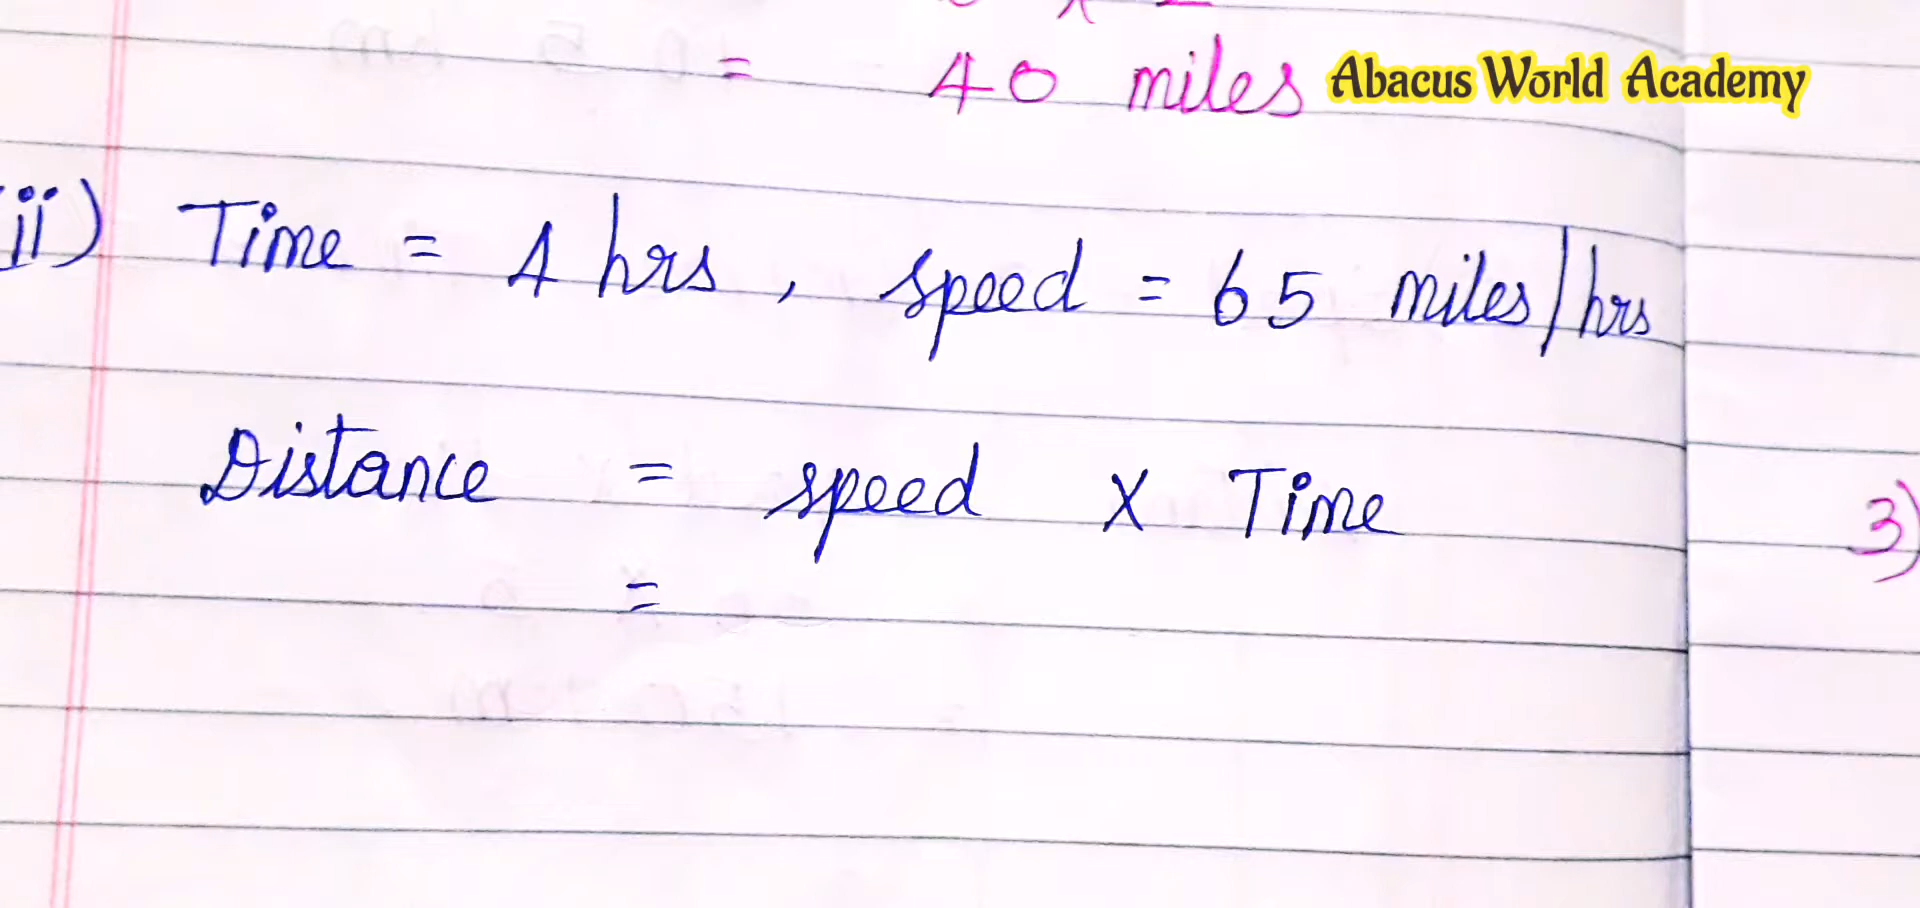 = 40 miles Abacus World Academy
ii) Time = 4 hrs, speed = 65 miles/hrs
Distance = speed X Time
=
3)